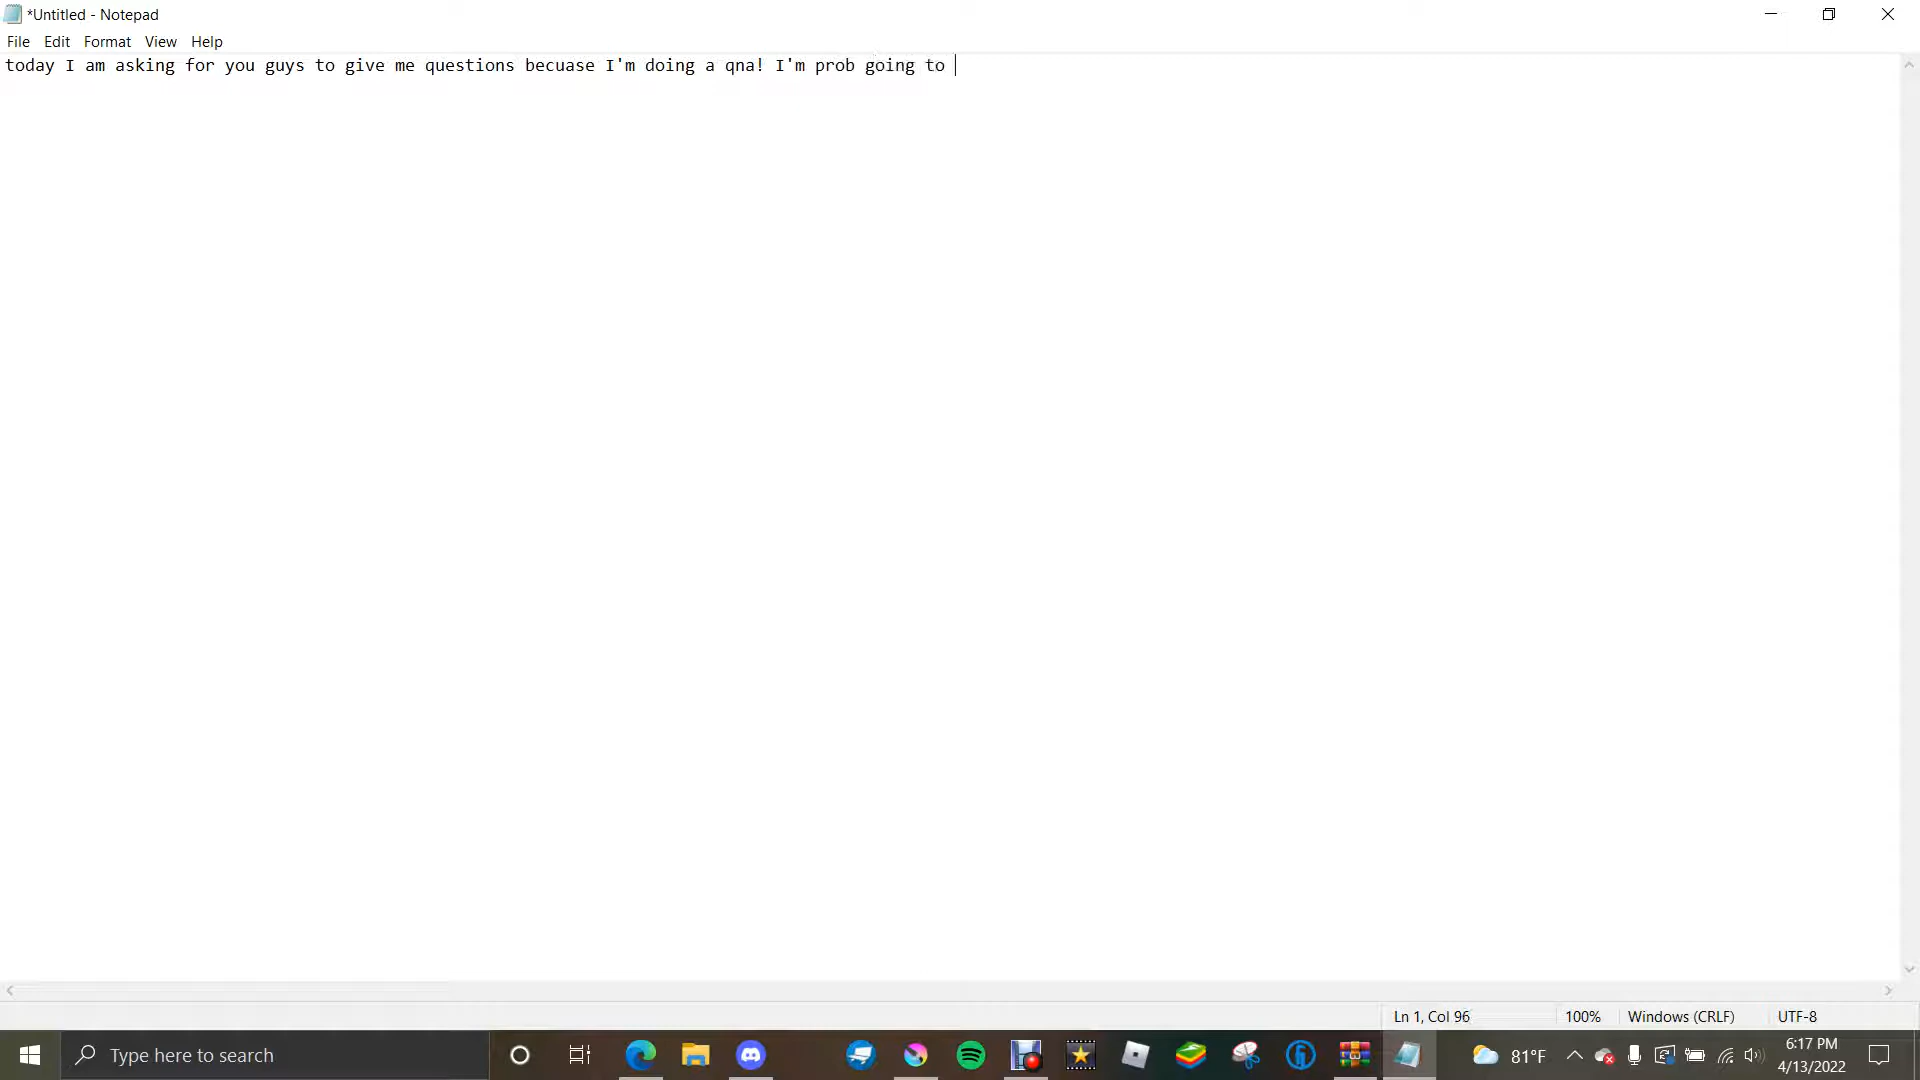 *Untitled - Notepad
File Edit Format View Help
today I am asking for you guys to give me questions becuase I'm doing a qna! I'm prob going to
Ln 1, Col 96 100% Windows (CRLF) UTF-8
Type here to search
81°F
6:17 PM
4/13/2022